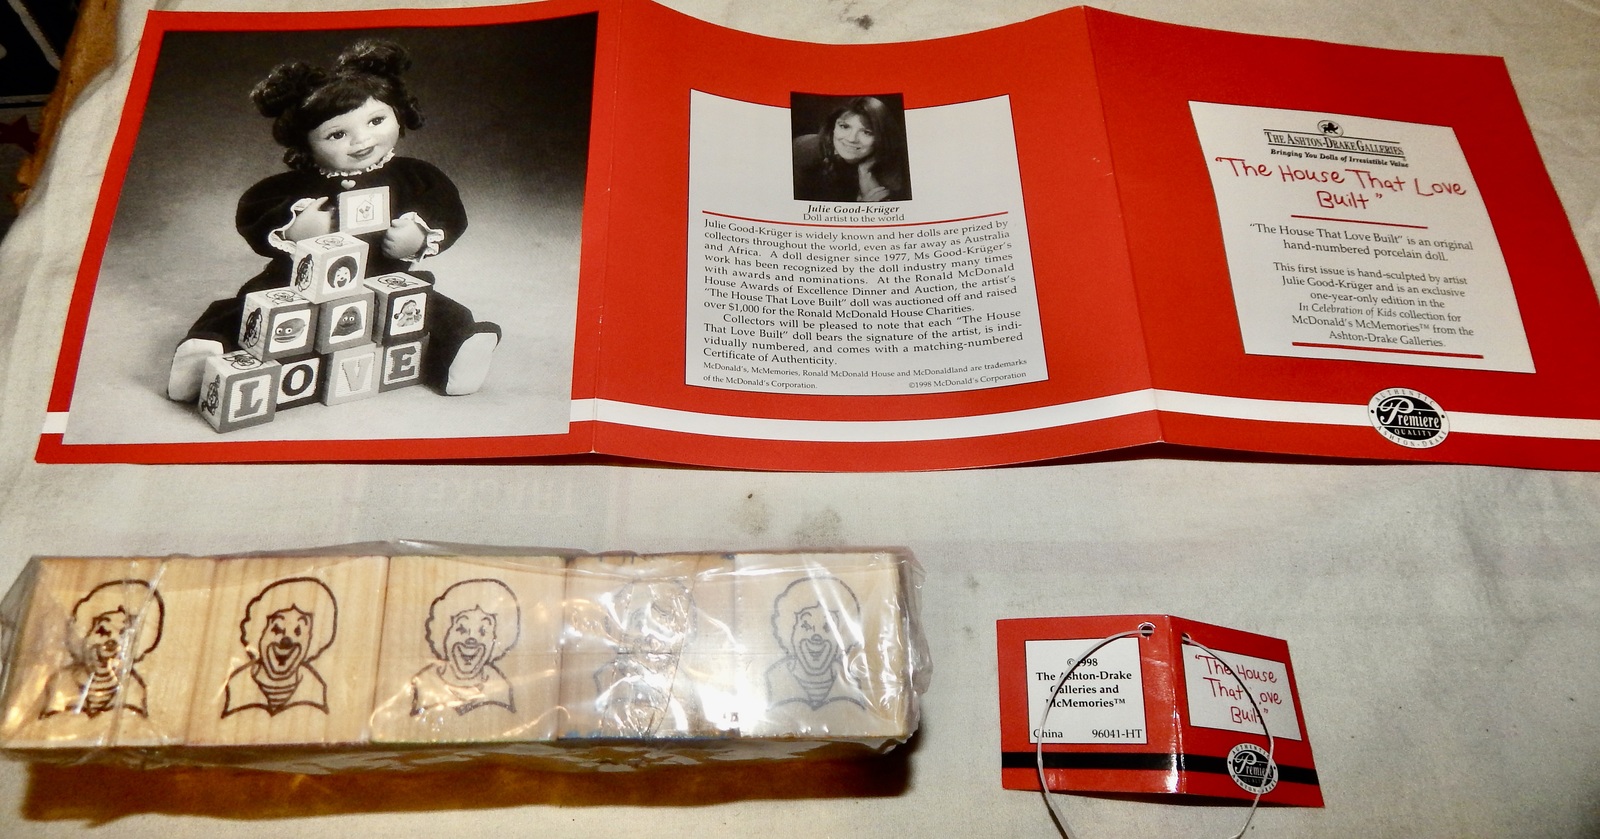 LOVE
Julie Good-Krüger
Doll artist to the world
Julie Good-Krüger is widely known and her dolls are prized by
collectors throughout the world, even as far away as Australia
and Africa. A doll designer since 1977, Ms Good-Krüger's
work has been recognized by the doll industry many times
with awards and nominations. At the Ronald McDonald
House Awards of Excellence Dinner and Auction, the artist's
"The House That Love Built" doll was auctioned off and raised
over $1,000 for the Ronald McDonald House Charities.
Collectors will be pleased to note that each "The House
That Love Built" doll bears the signature of the artist, is indi-
vidually numbered, and comes with a matching-numbered
Certificate of Authenticity.
McDonald's, McMemories, Ronald McDonald House and McDonaldland are trademarks
of the McDonald's Corporation. ©1998 McDonald's Corporation
THE ASHTON-DRAKE GALLERIES
Bringing You Dolls of Irresistible Value
"The House That Love
Built"
"The House That Love Built" is an original
hand-numbered porcelain doll.
This first issue is hand-sculpted by artist
Julie Good-Krüger and is an exclusive
one-year-only edition in the
In Celebration of Kids collection for
McDonald's McMemories™ from the
Ashton-Drake Galleries.
AUTHENTIC
Premiere
QUALITY
ASHTON-DRAKE
©1998
The Ashton-Drake
Galleries and
McMemories™
China 96041-HT
"The House
That Love
Built"
AUTHENTIC
Premiere